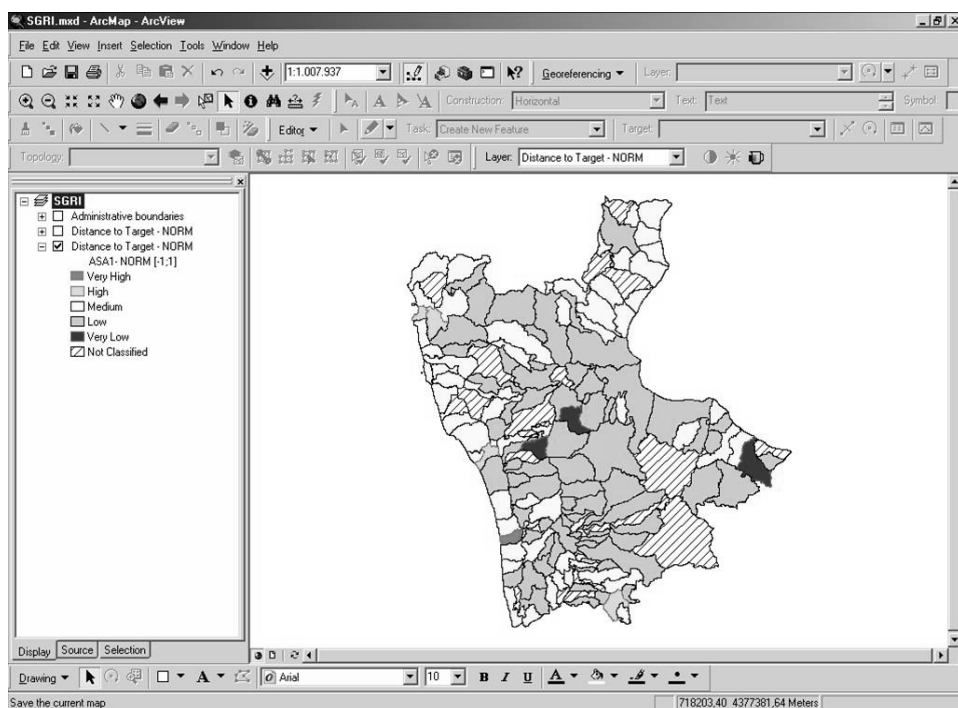 SGRI.mxd - ArcMap - ArcView
File Edit View Insert Selection Tools Window Help
1:1.007.937 Georeferencing Layer:
Construction: Horizontal Text: Text Symbol:
Editor Task: Create New Feature Target:
Topology: Layer: Distance to Target - NORM
SGRI
Administrative boundaries
Distance to Target - NORM
Distance to Target - NORM
ASA1- NORM [-1;1]
Very High
High
Medium
Low
Very Low
Not Classified
Display Source Selection
Drawing A Arial 10 B I U A
Save the current map 718203,40 4377381,64 Meters